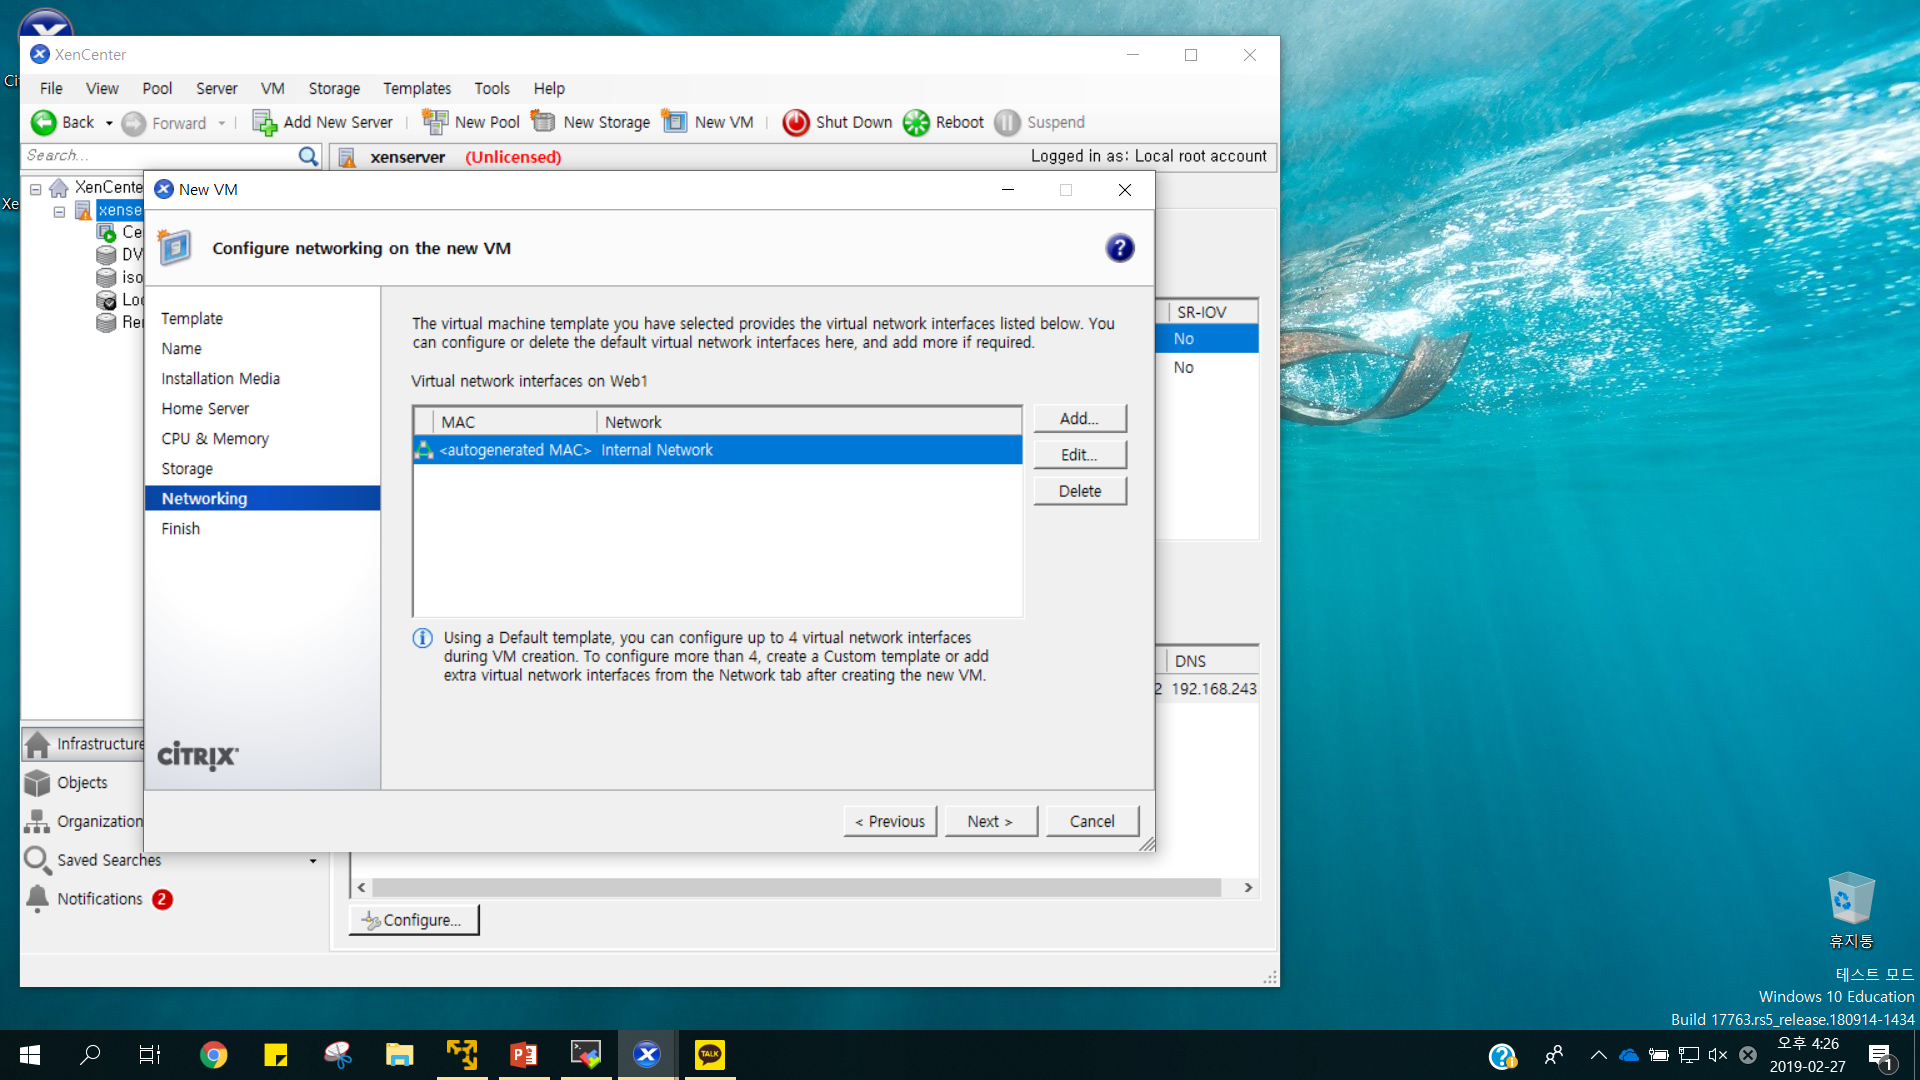 Ci
XenCenter
File View Pool Server VM Storage Templates Tools Help
Back Forward Add New Server New Pool New Storage New VM Shut Down Reboot Suspend
Search...
xenserver (Unlicensed)
Logged in as: Local root account
XenCente
Xe
xense
Ce
DV
iso
Loc
Rer
New VM
Configure networking on the new VM
?
Template
Name
Installation Media
Home Server
CPU & Memory
Storage
Networking
Finish
CITRIX
The virtual machine template you have selected provides the virtual network interfaces listed below. You
can configure or delete the default virtual network interfaces here, and add more if required.
Virtual network interfaces on Web1
MAC Network
<autogenerated MAC> Internal Network
Add...
Edit...
Delete
Using a Default template, you can configure up to 4 virtual network interfaces
during VM creation. To configure more than 4, create a Custom template or add
extra virtual network interfaces from the Network tab after creating the new VM.
< Previous Next > Cancel
SR-IOV
No
No
DNS
2 192.168.243
Infrastructure
Objects
Organization
Saved Searches
Notifications 2
Configure...
휴지통
테스트 모드
Windows 10 Education
Build 17763.rs5_release.180914-1434
TALK
오후 4:26
2019-02-27
1